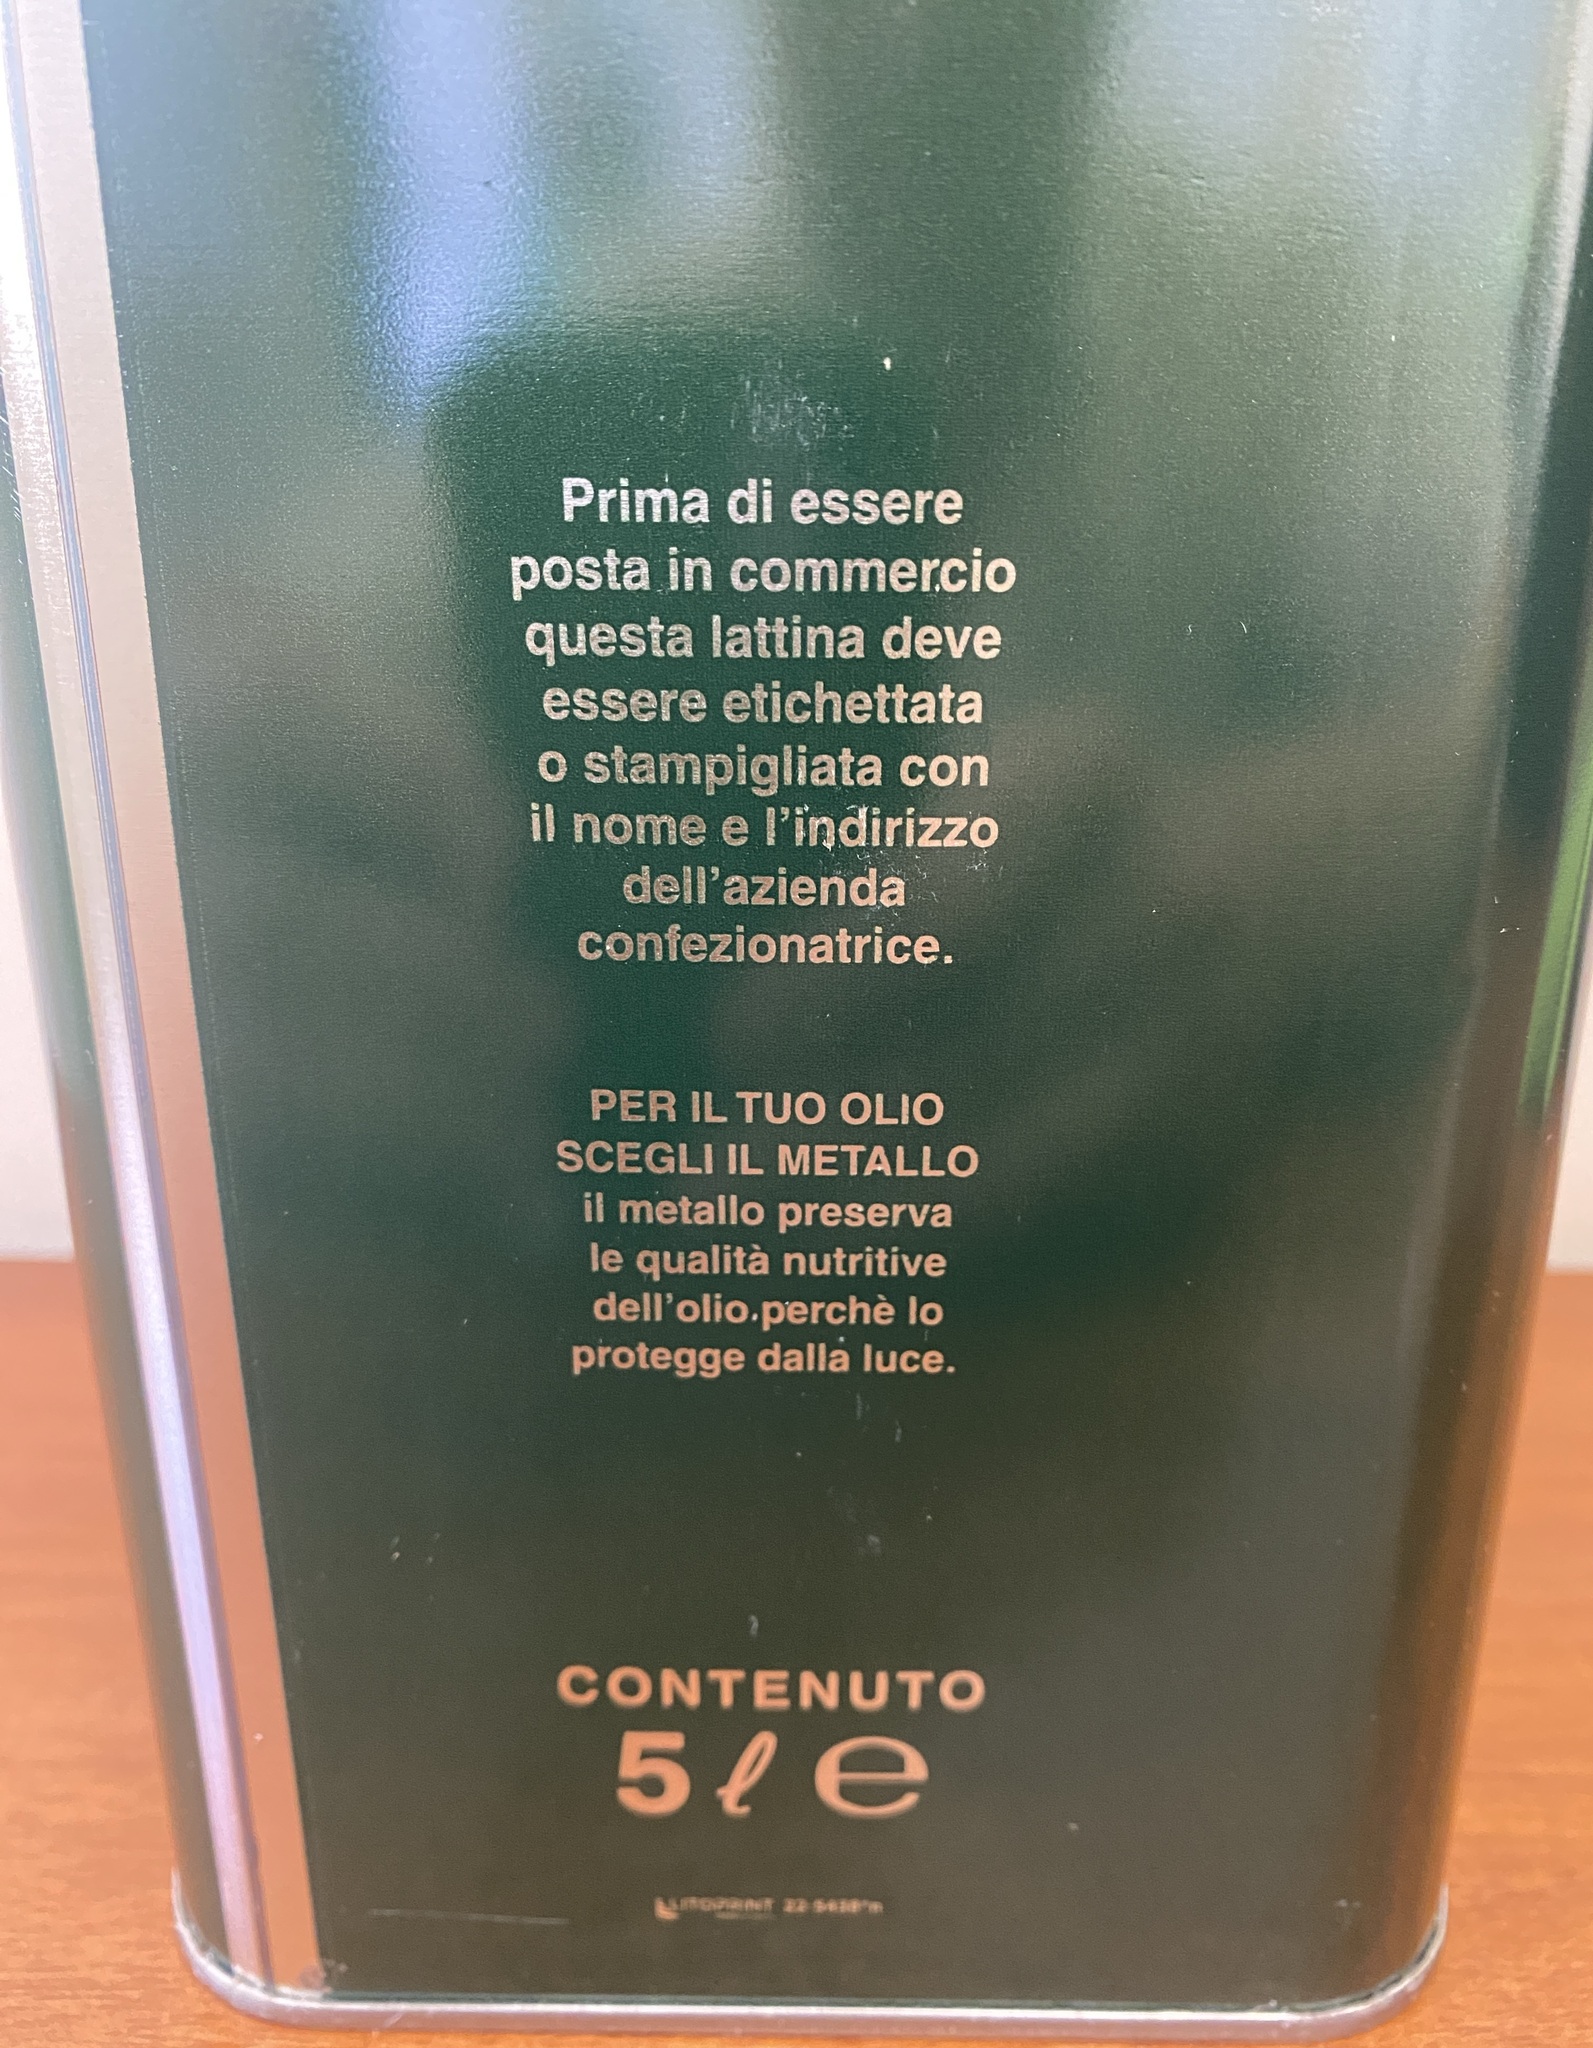 Prima di essere
posta in commercio
questa lattina deve
essere etichettata
o stampigliata con
il nome e l'indirizzo
dell'azienda
confezionatrice.
PER IL TUO OLIO
SCEGLI IL METALLO
il metallo preserva
le qualità nutritive
dell'olio perchè lo
protegge dalla luce.
CONTENUTO
5 ℓ ℮
LITOPRINT